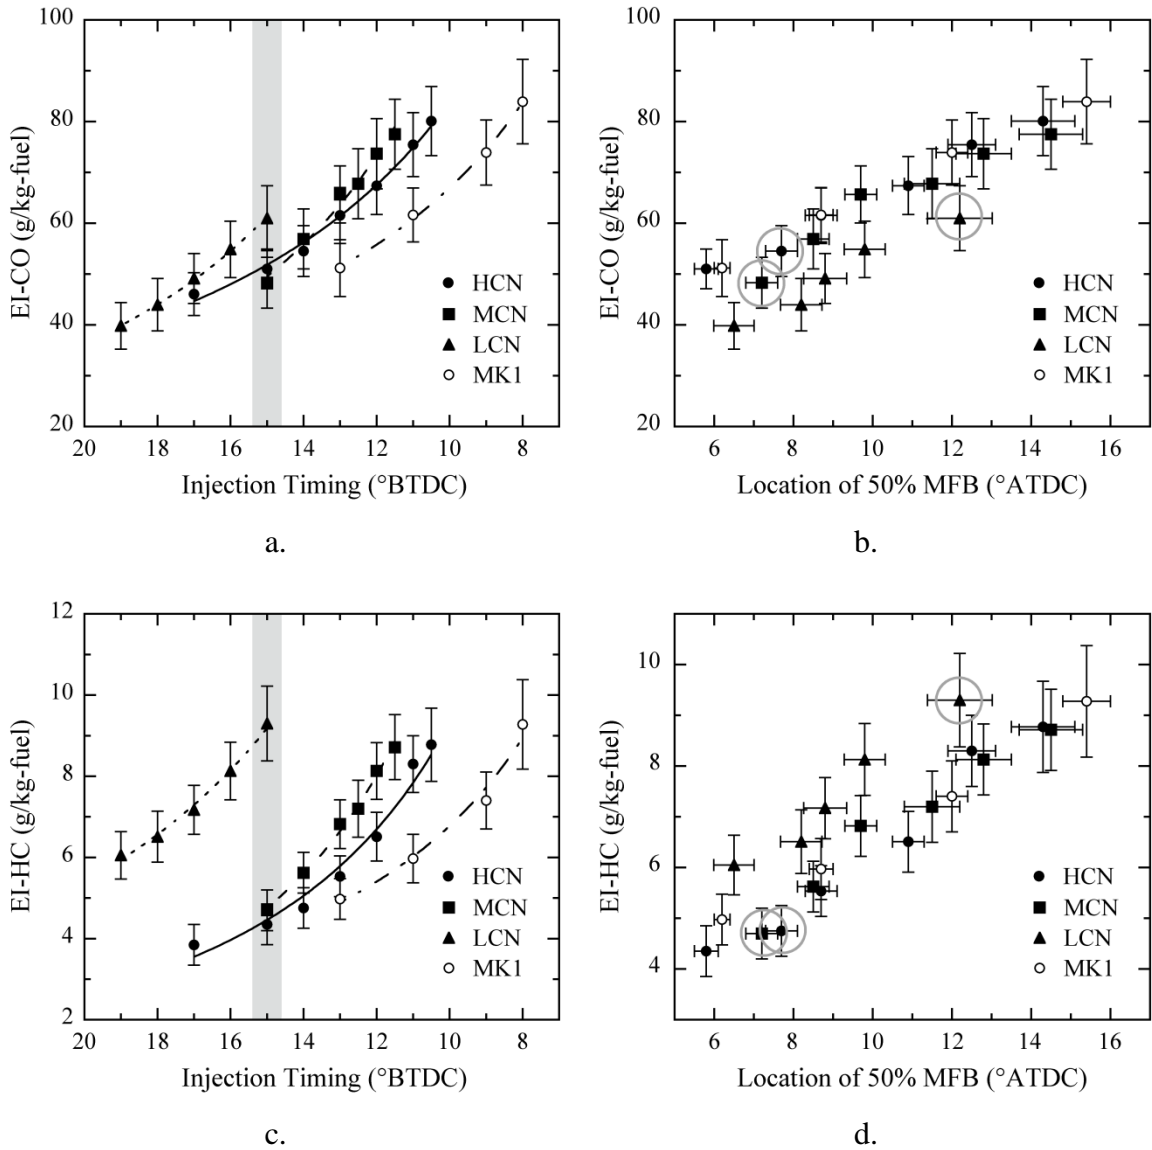 100
80
60
40
20
EI-CO (g/kg-fuel)
HCN
MCN
LCN
MK1
20 18 16 14 12 10 8
Injection Timing (°BTDC)
a.
100
80
60
40
20
EI-CO (g/kg-fuel)
HCN
MCN
LCN
MK1
6 8 10 12 14 16
Location of 50% MFB (°ATDC)
b.
12
10
8
6
4
2
EI-HC (g/kg-fuel)
HCN
MCN
LCN
MK1
20 18 16 14 12 10 8
Injection Timing (°BTDC)
c.
10
8
6
4
EI-HC (g/kg-fuel)
HCN
MCN
LCN
MK1
6 8 10 12 14 16
Location of 50% MFB (°ATDC)
d.